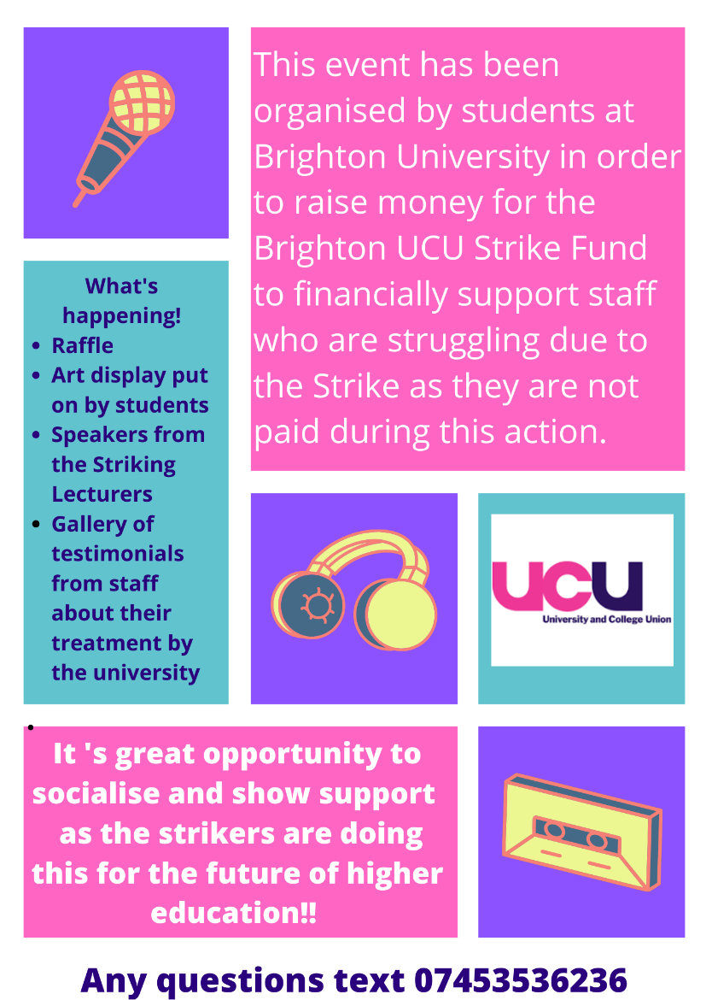 This event has been
organised by students at
Brighton University in order
to raise money for the
Brighton UCU Strike Fund
to financially support staff
who are struggling due to
the Strike as they are not
paid during this action.
What's
happening!
• Raffle
• Art display put
on by students
• Speakers from
the Striking
Lecturers
• Gallery of
testimonials
from staff
about their
treatment by
the university
ucu
University and College Union
It 's great opportunity to
socialise and show support
as the strikers are doing
this for the future of higher
education!!
Any questions text 07453536236